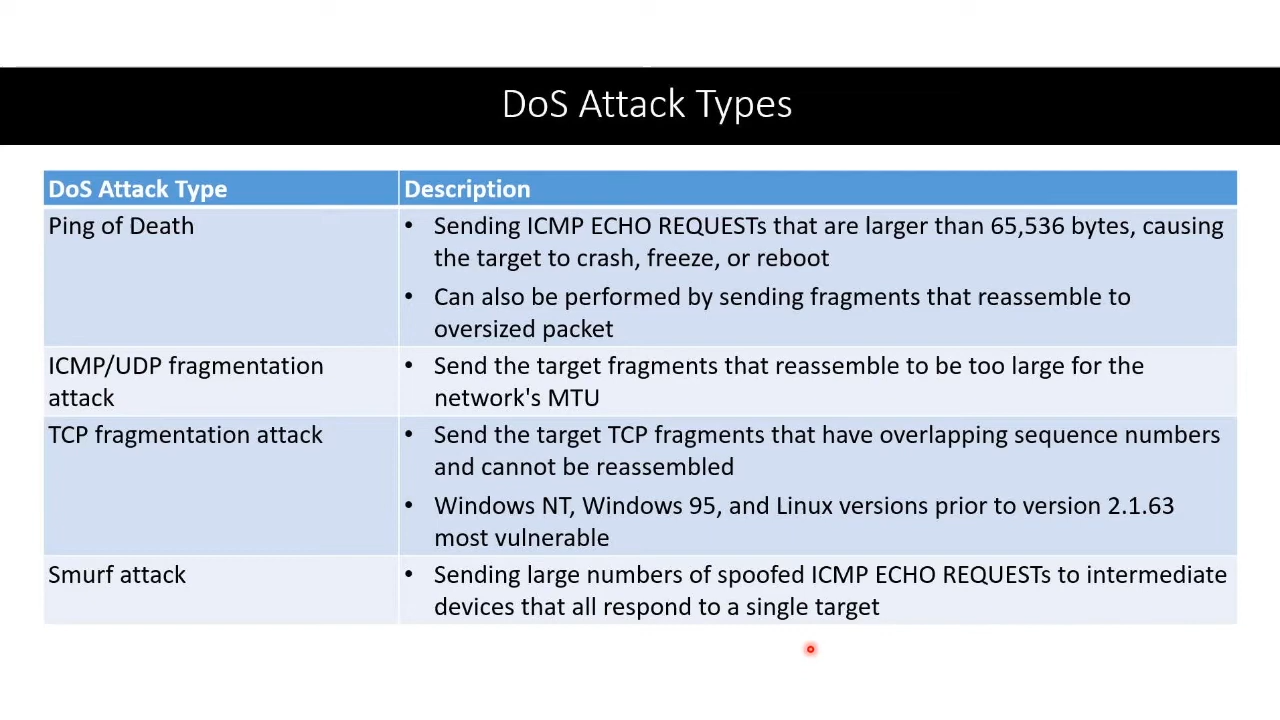 DoS Attack Types
DoS Attack Type
Description
Ping of Death
• Sending ICMP ECHO REQUESTs that are larger than 65,536 bytes, causing
the target to crash, freeze, or reboot
• Can also be performed by sending fragments that reassemble to
oversized packet
ICMP/UDP fragmentation
attack
• Send the target fragments that reassemble to be too large for the
network's MTU
TCP fragmentation attack
• Send the target TCP fragments that have overlapping sequence numbers
and cannot be reassembled
• Windows NT, Windows 95, and Linux versions prior to version 2.1.63
most vulnerable
Smurf attack
• Sending large numbers of spoofed ICMP ECHO REQUESTs to intermediate
devices that all respond to a single target